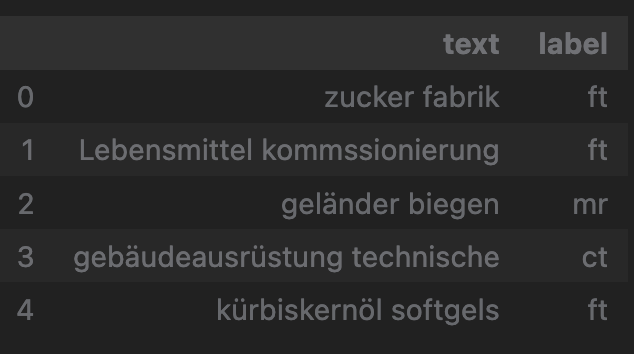 text label
0 zucker fabrik ft
1 Lebensmittel kommssionierung ft
2 geländer biegen mr
3 gebäudeausrüstung technische ct
4 kürbiskernöl softgels ft